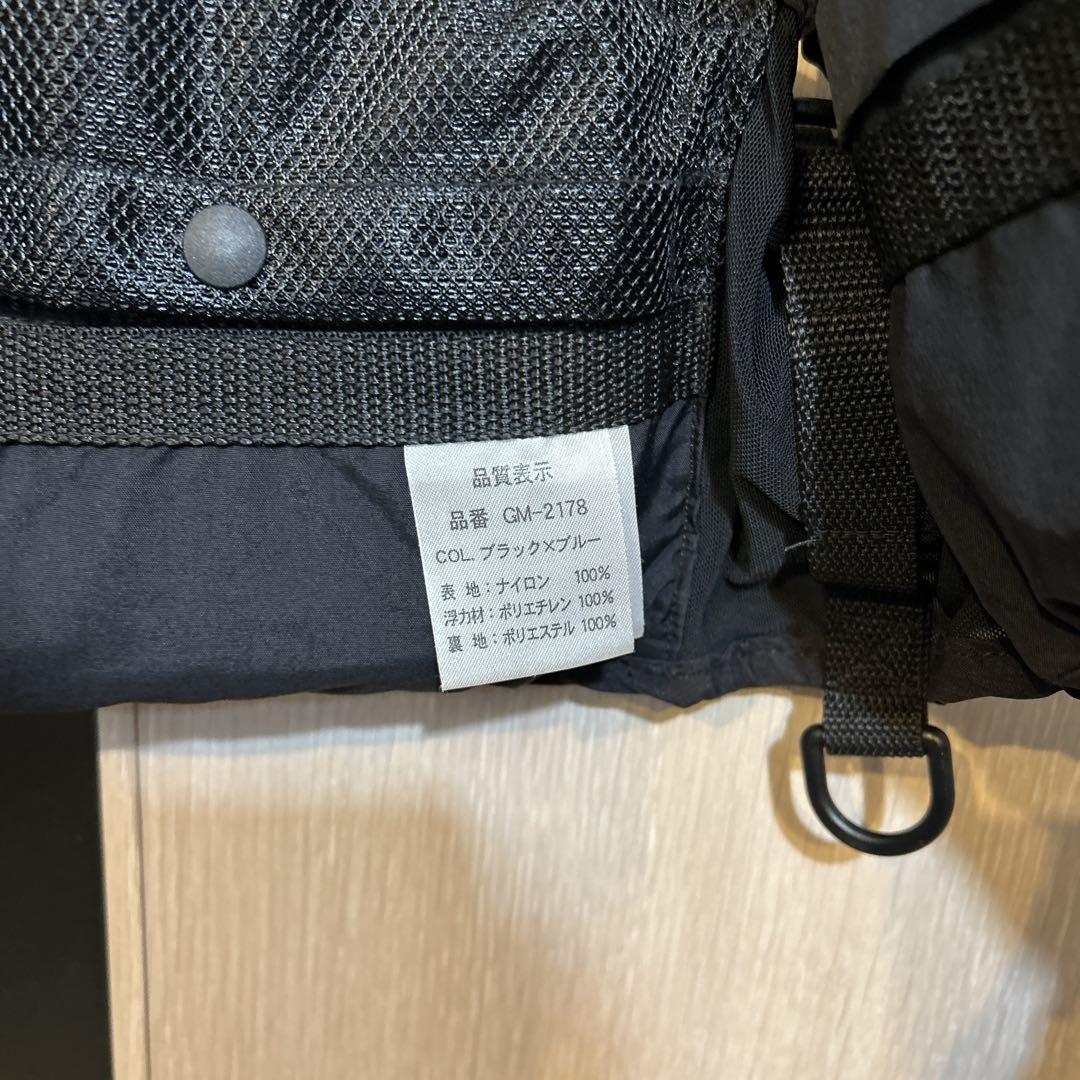 品質表示
品番 GM-2178
COL.ブラック×ブルー
表 地：ナイロン 100%
浮力材：ポリエチレン 100%
裏 地：ポリエステル 100%